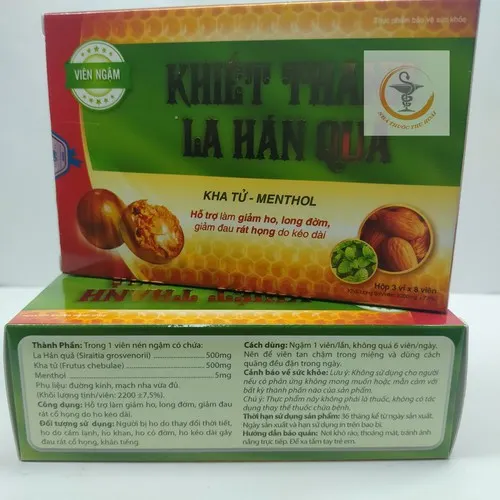 Thực phẩm bảo vệ sức khỏe
VIÊN NGẬM
KHIẾT THA
LA HÁN QUẢ
NHÀ THUỐC THU HOÀI
KHA TỬ - MENTHOL
Hỗ trợ làm giảm ho, long đờm,
giảm đau rát họng do kéo dài
Hộp 3 vỉ x 8 viên
Thành Phần: Trong 1 viên nén ngậm có chứa:
La Hán quả (Siraitia grosvenorii) 500mg
Kha tử (Frutus chebulae) 500mg
Menthol 5mg
Phụ liệu: đường kính, mạch nha vừa đủ.
(Khối lượng tịnh/viên: 2200 ±7,5%).
Công dụng: Hỗ trợ làm giảm ho, long đờm, giảm đau
rát cổ họng do ho kéo dài.
Đối tượng sử dụng: Người bị ho do thay đổi thời tiết,
ho do cảm lạnh, ho khan, ho có đờm, ho kéo dài gây
đau rát cổ họng, khản tiếng.
Cách dùng: Ngậm 1 viên/lần, không quá 6 viên/ngày.
Nên để viên tan chậm trong miệng và dùng cách
quãng đều đặn trong ngày.
Cảnh báo về sức khỏe: Lưu ý: Không sử dụng cho người
nếu có phản ứng không mong muốn hoặc mẫn cảm với
bất kỳ thành phần nào của sản phẩm.
Chú ý: Thực phẩm này không phải là thuốc, không có tác
dụng thay thế thuốc chữa bệnh.
Thời hạn sử dụng sản phẩm: 36 tháng kể từ ngày sản xuất.
Ngày sản xuất và hạn sử dụng in trên bao bì.
Hướng dẫn bảo quản: Nơi khô ráo, thoáng mát, tránh ánh
nắng trực tiếp. Để xa tầm tay trẻ em.